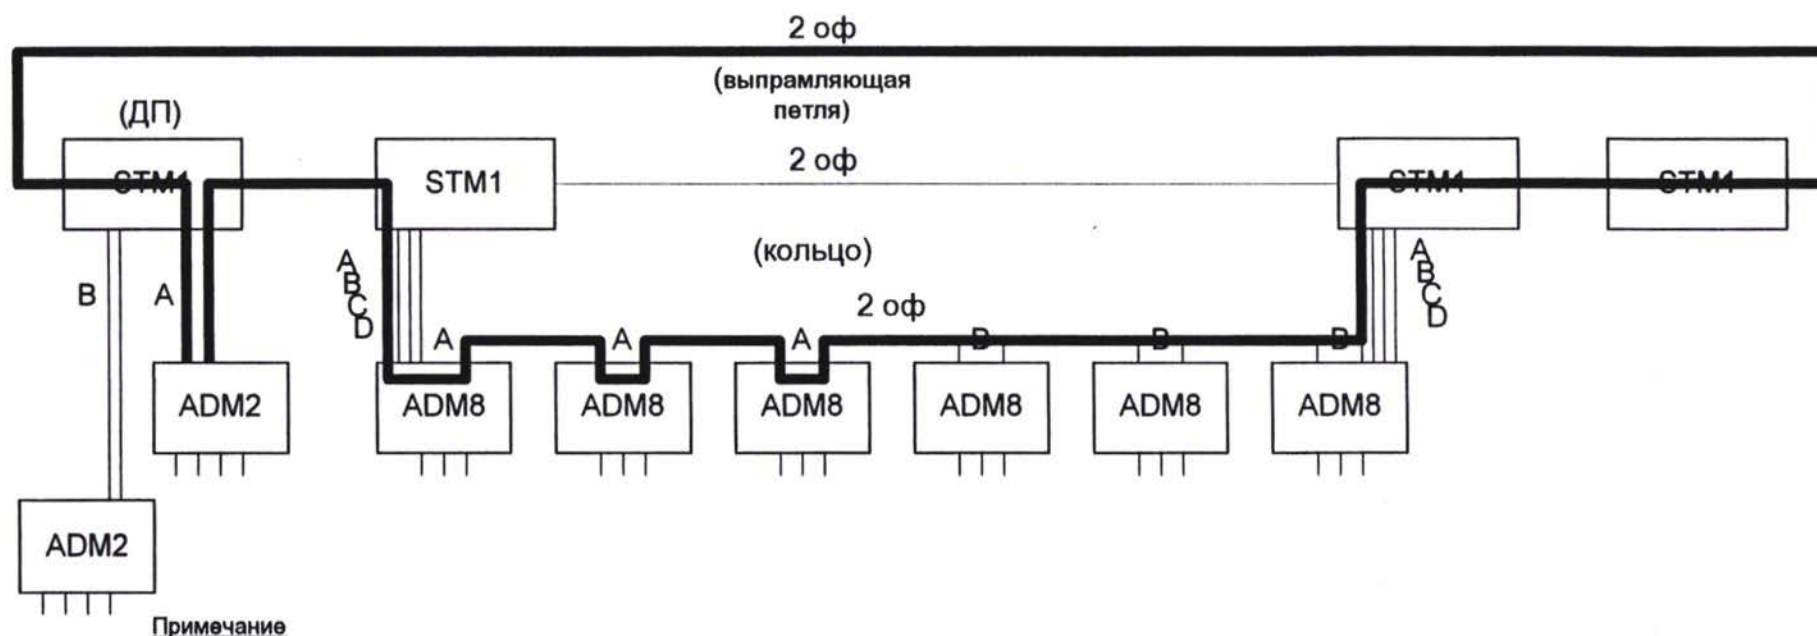 2 оф
(выпрамляющая
петля)
(ДП)
STM1
STM1
2 оф
STM1
STM1
(кольцо)
A
B
C
D
A
B
C
D
B
A
2 оф
A
A
A
B
B
B
ADM2
ADM8
ADM8
ADM8
ADM8
ADM8
ADM8
ADM2
Примечание